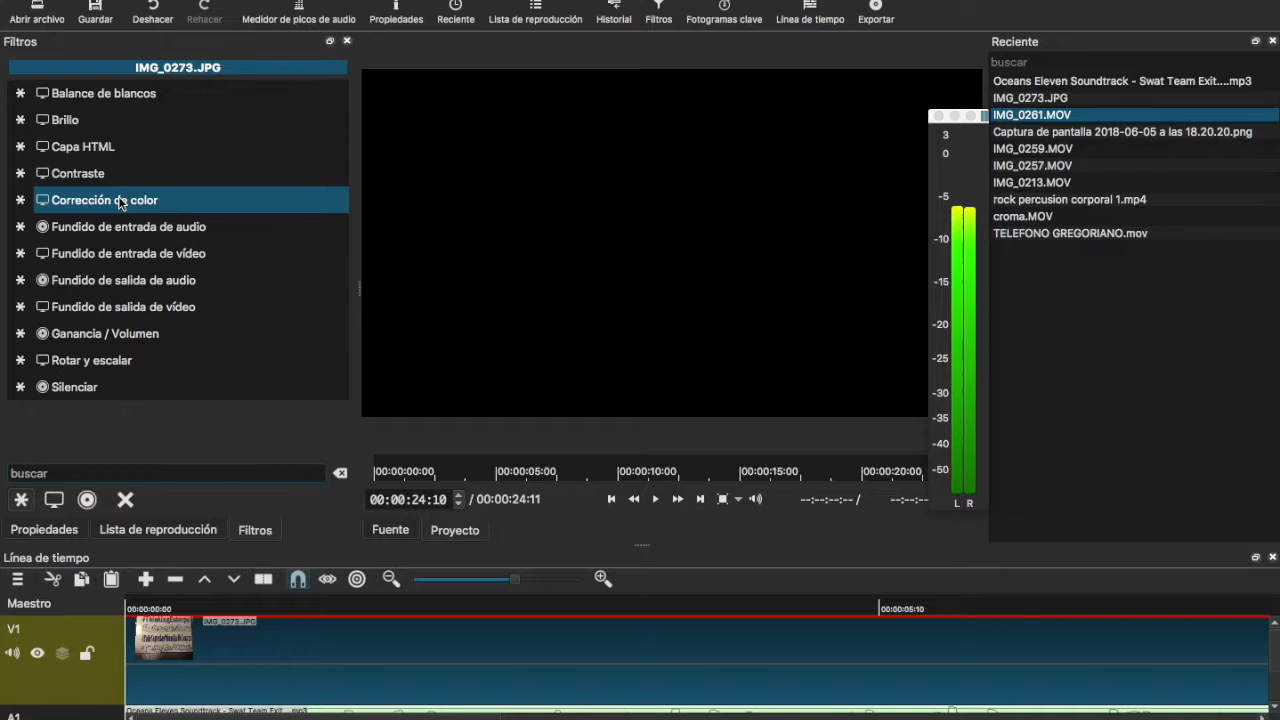 Abrir archivo Guardar Deshacer Rehacer Medidor de picos de audio Propiedades Reciente Lista de reproducción Historial Filtros Fotogramas clave Línea de tiempo Exportar
Filtros
IMG_0273.JPG
Balance de blancos
Brillo
Capa HTML
Contraste
Corrección de color
Fundido de entrada de audio
Fundido de entrada de vídeo
Fundido de salida de audio
Fundido de salida de vídeo
Ganancia / Volumen
Rotar y escalar
Silenciar
buscar
Propiedades Lista de reproducción Filtros
3
0
-5
-10
-15
-20
-25
-30
-35
-40
-50
L R
00:00:00:00 00:00:05:00 00:00:10:00 00:00:15:00 00:00:20:00
00:00:24:10 / 00:00:24:11 --:--:--:-- / --:--:--:--
Fuente Proyecto
Reciente
buscar
Oceans Eleven Soundtrack - Swat Team Exit....mp3
IMG_0273.JPG
IMG_0261.MOV
Captura de pantalla 2018-06-05 a las 18.20.20.png
IMG_0259.MOV
IMG_0257.MOV
IMG_0213.MOV
rock percusion corporal 1.mp4
croma.MOV
TELEFONO GREGORIANO.mov
Línea de tiempo
Maestro
00:00:00:00 00:00:05:10
V1
IMG_0273.JPG
A1
Oceans Eleven Soundtrack - Swat Team Exit....mp3